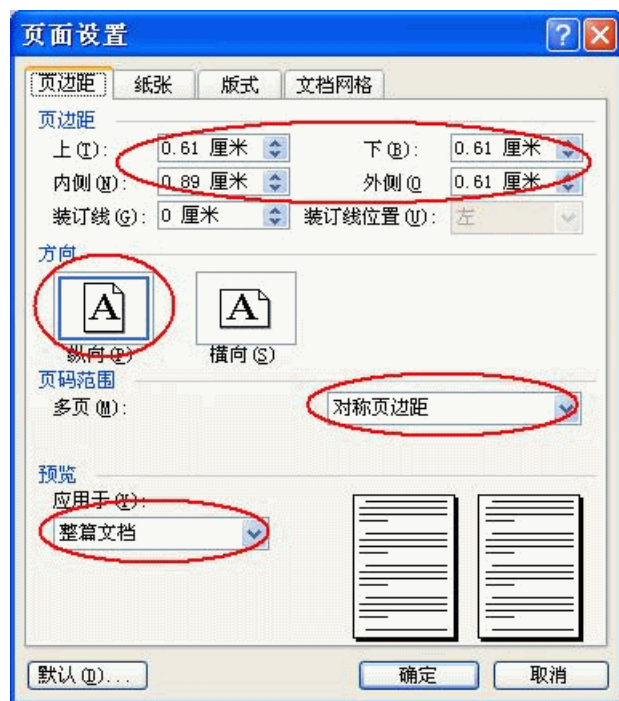 页面设置
页边距 纸张 版式 文档网格
页边距
上(T): 0.61 厘米 下(B): 0.61 厘米
内侧(N): 0.89 厘米 外侧(O 0.61 厘米
装订线(G): 0 厘米 装订线位置(U): 左
方向
A A
纵向(P) 横向(S)
页码范围
多页(M): 对称页边距
预览
应用于(Y):
整篇文档
默认(D)... 确定 取消